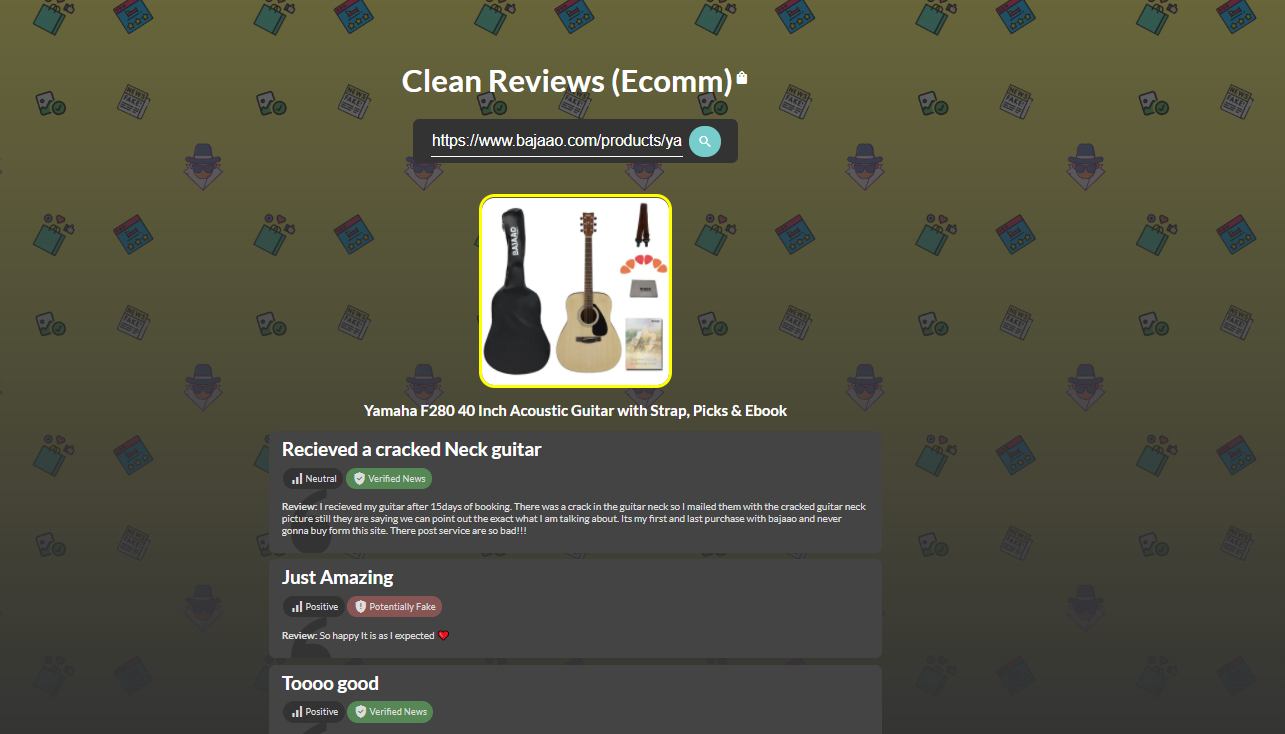 Clean Reviews (Ecomm)
https://www.bajaao.com/products/ya
BAJAAO
Yamaha F280 40 Inch Acoustic Guitar with Strap, Picks & Ebook
Recieved a cracked Neck guitar
Neutral Verified News
Review: I recieved my guitar after 15days of booking. There was a crack in the guitar neck so I mailed them with the cracked guitar neck
picture still they are saying we can point out the exact what I am talking about. Its my first and last purchase with bajaao and never
gonna buy form this site. There post service are so bad!!!
Just Amazing
Positive Potentially Fake
Review: So happy It is as I expected ❤
Toooo good
Positive Verified News